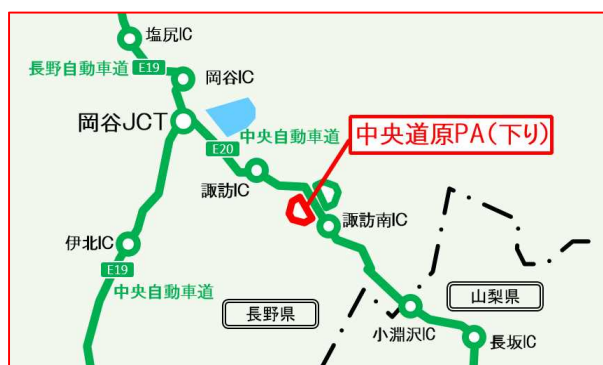 塩尻IC
長野自動車道 E19
岡谷IC
岡谷JCT
中央自動車道
E20
中央道原PA(下り)
諏訪IC
諏訪南IC
伊北IC
E19
中央自動車道
長野県
山梨県
小淵沢IC
長坂IC